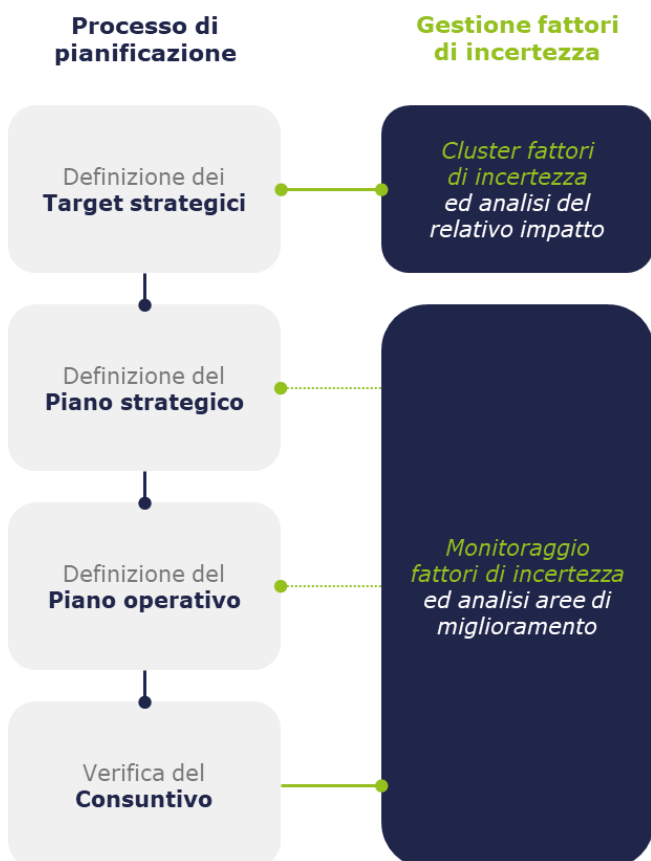 Processo di
pianificazione
Gestione fattori
di incertezza
Definizione dei
Target strategici
Cluster fattori
di incertezza
ed analisi del
relativo impatto
Definizione del
Piano strategico
Definizione del
Piano operativo
Monitoraggio
fattori di incertezza
ed analisi aree di
miglioramento
Verifica del
Consuntivo